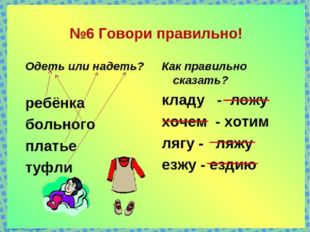 №6 Говори правильно!
Одеть или надеть?
ребёнка
больного
платье
туфли
Как правильно
сказать?
кладу - ложу
хочем - хотим
лягу - ляжу
езжу - ездию